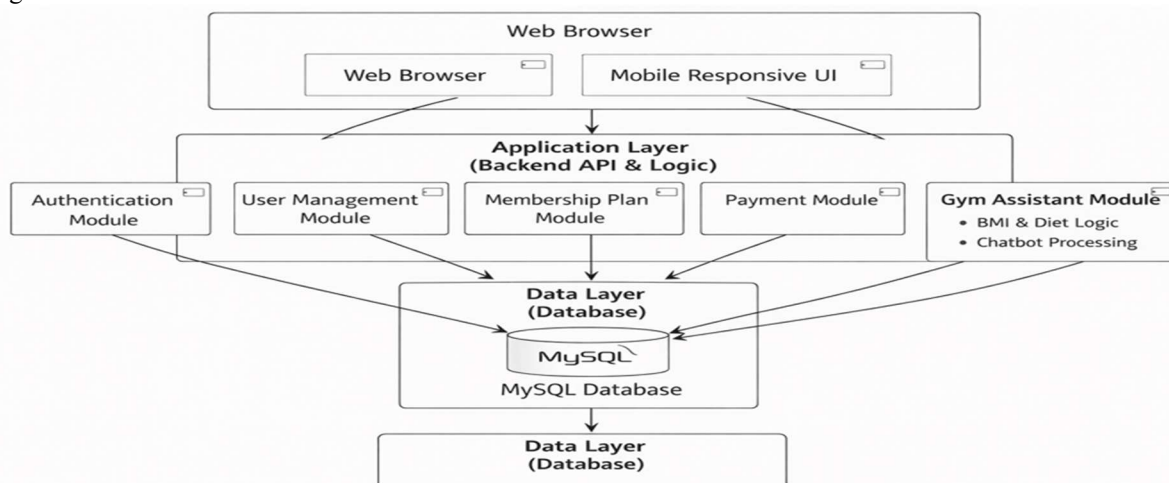 Web Browser
Web Browser
Mobile Responsive UI
Application Layer
(Backend API & Logic)
Authentication
Module
User Management
Module
Membership Plan
Module
Payment Module
Gym Assistant Module
• BMI & Diet Logic
• Chatbot Processing
Data Layer
(Database)
MySQL
MySQL Database
Data Layer
(Database)